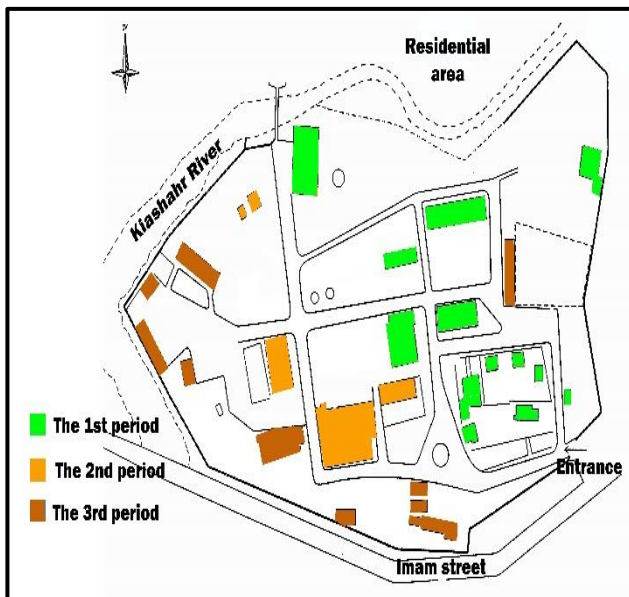 Residential
area
Kiashahr River
The 1st period
The 2nd period
The 3rd period
Entrance
Imam street